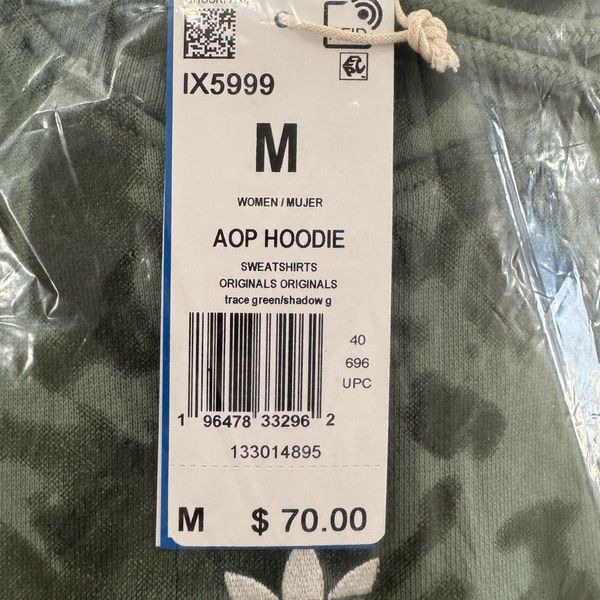 IX5999
M
WOMEN / MUJER
AOP HOODIE
SWEATSHIRTS
ORIGINALS ORIGINALS
trace green/shadow g
40
696
UPC
1 96478 33296 2
133014895
M $ 70.00